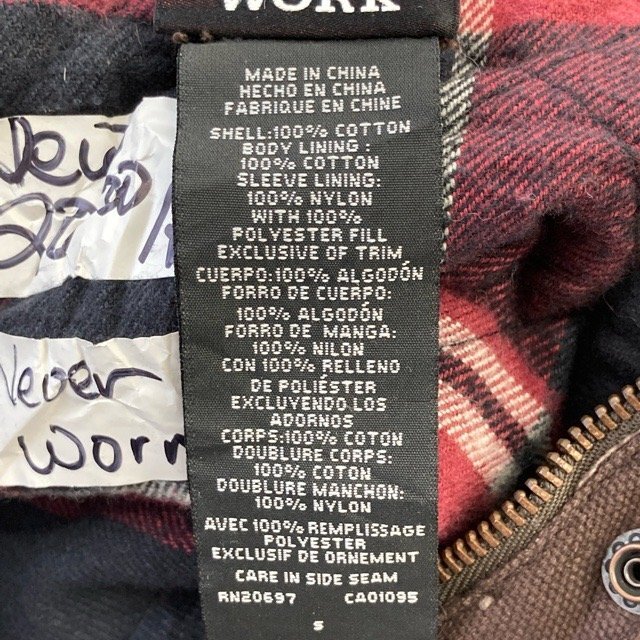 WORK
MADE IN CHINA
HECHO EN CHINA
FABRIQUE EN CHINE
SHELL:100% COTTON
BODY LINING :
100% COTTON
SLEEVE LINING:
100% NYLON
WITH 100%
POLYESTER FILL
EXCLUSIVE OF TRIM
CUERPO:100% ALGODÓN
FORRO DE CUERPO:
100% ALGODÓN
FORRO DE MANGA:
100% NILON
CON 100% RELLENO
DE POLIÉSTER
EXCLUYENDO LOS
ADORNOS
CORPS:100% COTON
DOUBLURE CORPS:
100% COTON
DOUBLURE MANCHON:
100% NYLON
AVEC 100% REMPLISSAGE
POLYESTER
EXCLUSIF DE ORNEMENT
CARE IN SIDE SEAM
RN20697 CA01095
S
Never
worn